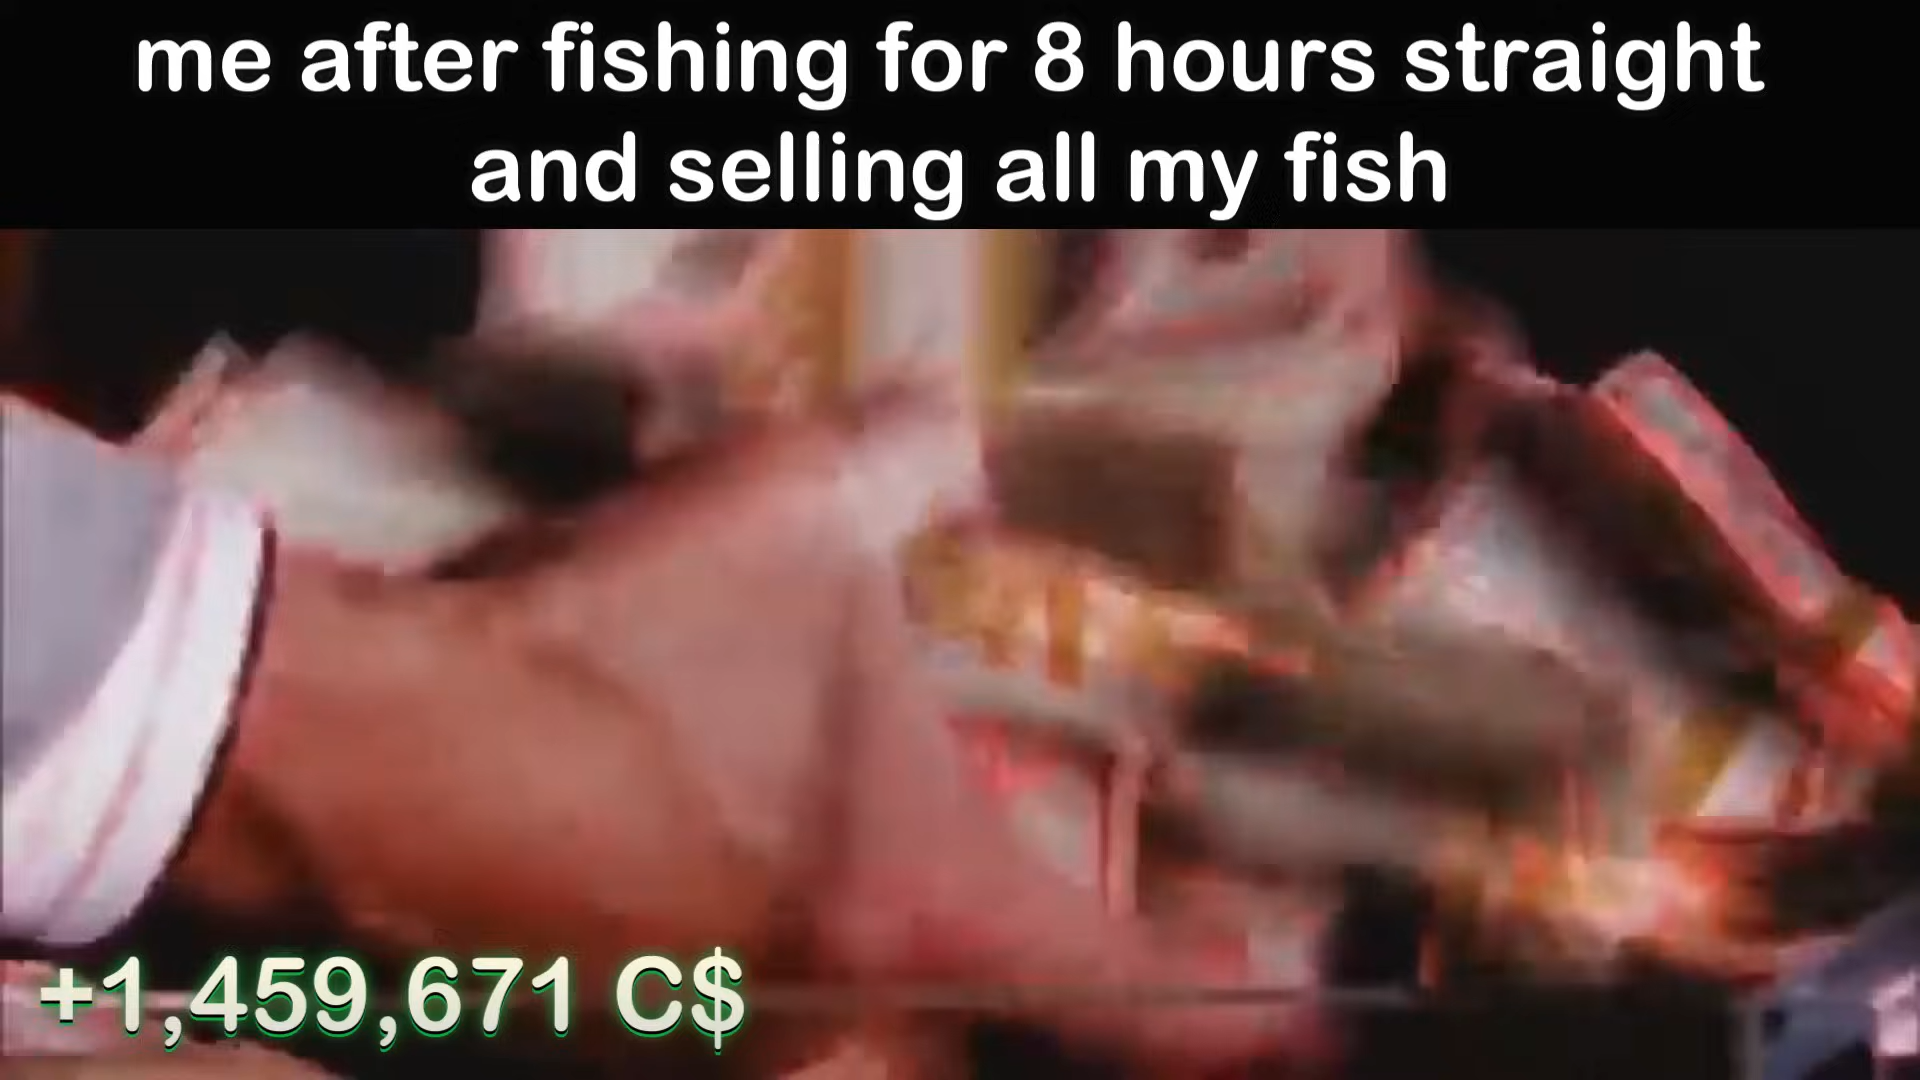 me after fishing for 8 hours straight
and selling all my fish
+1,459,671 C$